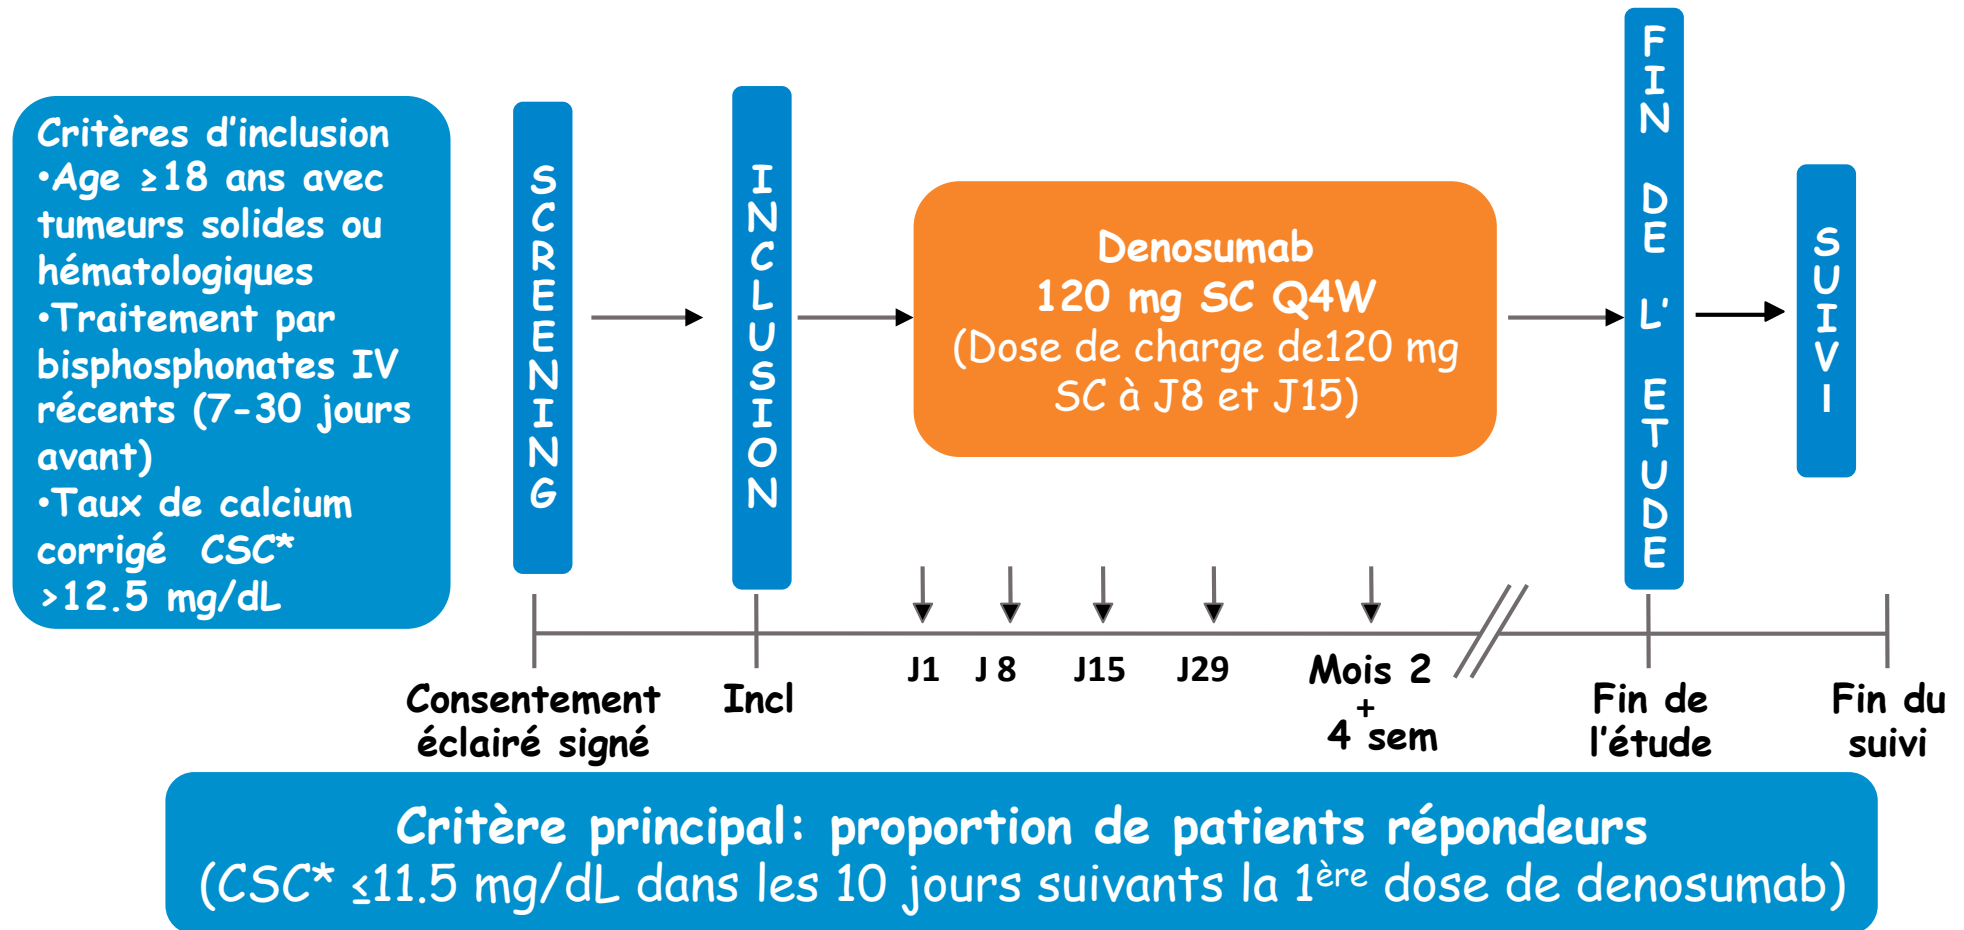 Critères d'inclusion
•Age ≥18 ans avec
tumeurs solides ou
hématologiques
•Traitement par
bisphosphonates IV
récents (7-30 jours
avant)
•Taux de calcium
corrigé CSC*
>12.5 mg/dL
SCREENING
INCLUSION
Denosumab
120 mg SC Q4W
(Dose de charge de120 mg
SC à J8 et J15)
FIN DE L' ETUDE
SUIVI
J1 J 8 J15 J29 Mois 2
+
4 sem
Consentement
éclairé signé
Incl
Fin de
l'étude
Fin du
suivi
Critère principal: proportion de patients répondeurs
(CSC* ≤11.5 mg/dL dans les 10 jours suivants la 1ère dose de denosumab)